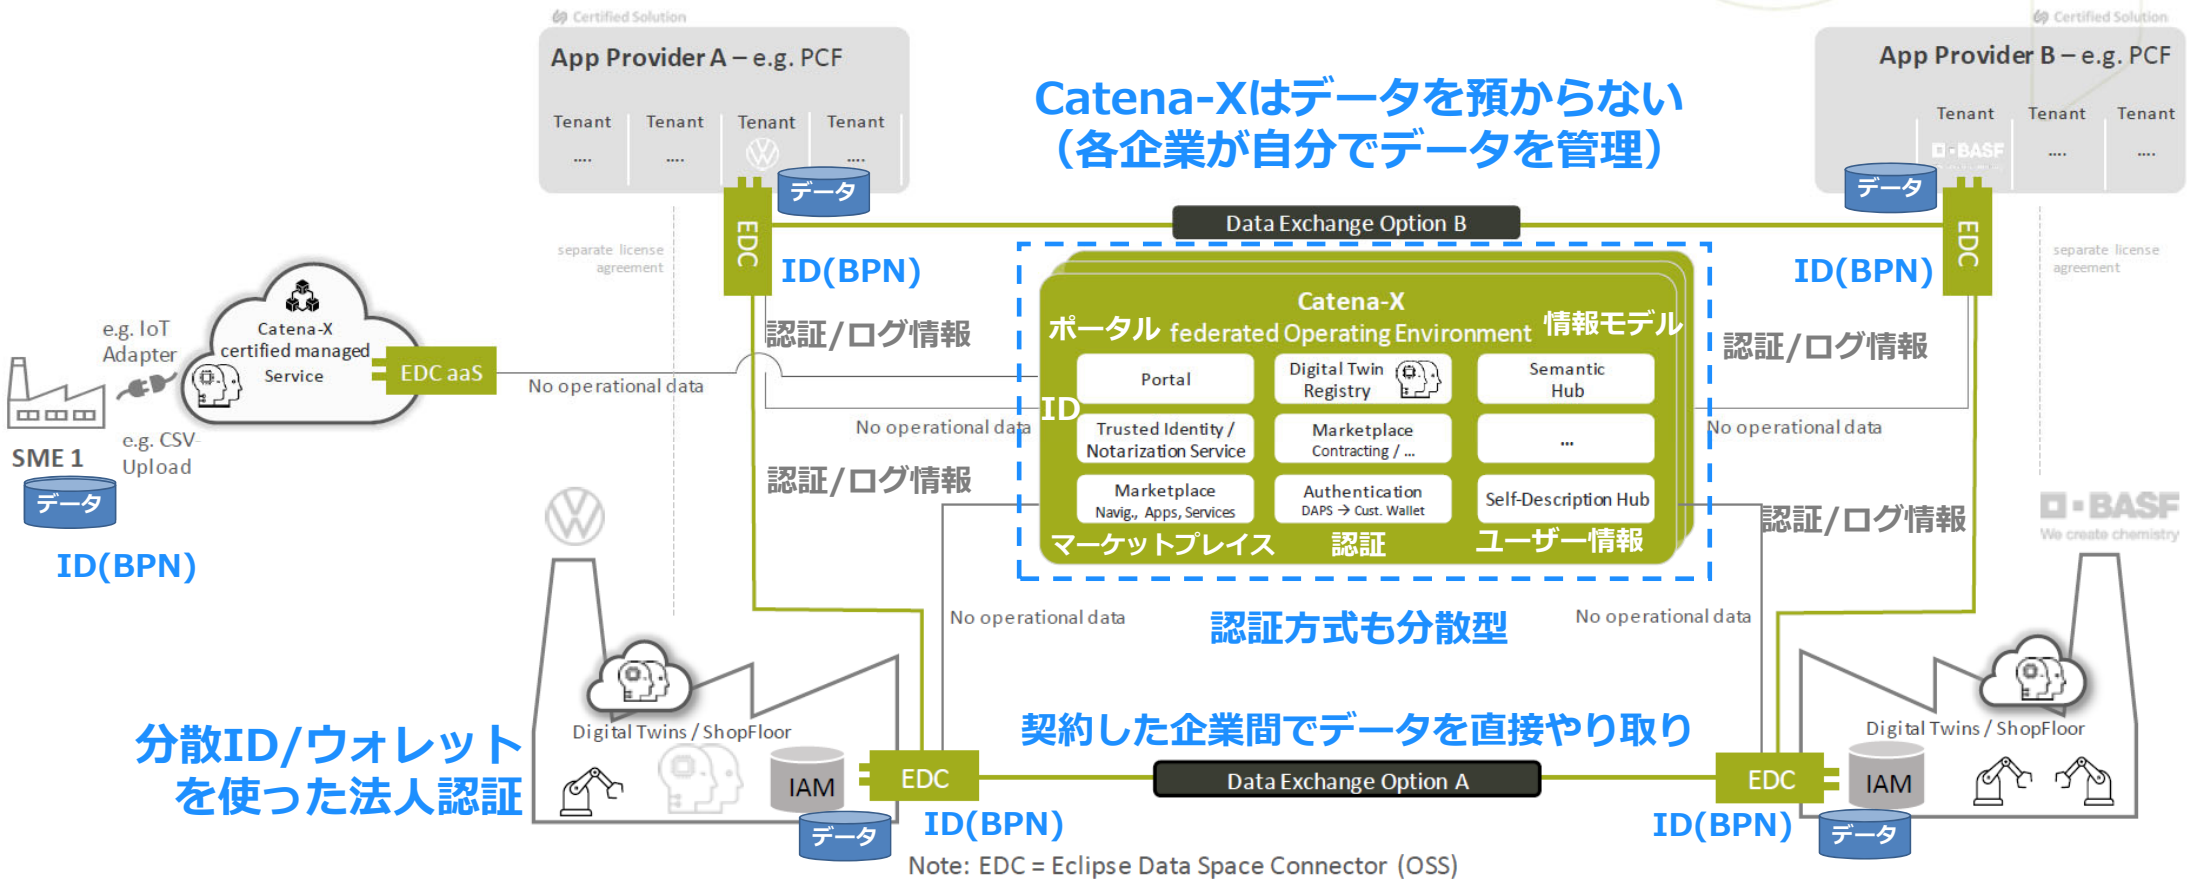 Certified Solution
Certified Solution
App Provider A – e.g. PCF
App Provider B – e.g. PCF
Tenant
Tenant
Tenant
Tenant
....
....
....
Tenant
Tenant
Tenant
BASF
....
....
データ
データ
Catena-Xはデータを預からない
（各企業が自分でデータを管理）
EDC
EDC
Data Exchange Option B
separate license
agreement
separate license
agreement
ID(BPN)
ID(BPN)
認証/ログ情報
認証/ログ情報
Catena-X
ポータル
federated Operating Environment
情報モデル
Portal
Digital Twin
Registry
Semantic
Hub
ID
Trusted Identity /
Notarization Service
Marketplace
Contracting / ...
...
Marketplace
Navig., Apps, Services
Authentication
DAPS → Cust. Wallet
Self-Description Hub
マーケットプレイス
認証
ユーザー情報
e.g. IoT
Adapter
Catena-X
certified managed
Service
EDC aaS
No operational data
No operational data
No operational data
e.g. CSV-
Upload
SME 1
データ
ID(BPN)
認証/ログ情報
認証/ログ情報
BASF
We create chemistry
No operational data
認証方式も分散型
No operational data
分散ID/ウォレット
を使った法人認証
Digital Twins / ShopFloor
IAM
データ
EDC
ID(BPN)
契約した企業間でデータを直接やり取り
Data Exchange Option A
EDC
ID(BPN)
Digital Twins / ShopFloor
IAM
データ
Note: EDC = Eclipse Data Space Connector (OSS)